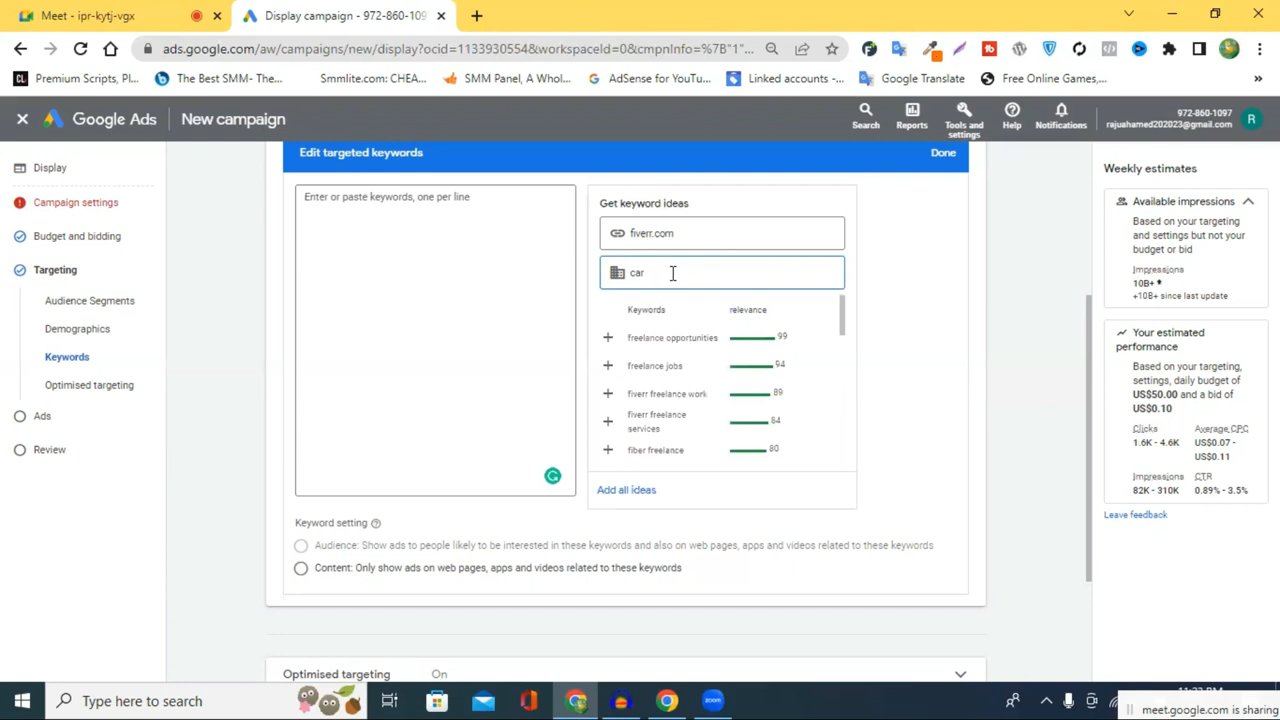 Meet - ipr-kytj-vgx
Display campaign - 972-860-109
ads.google.com/aw/campaigns/new/display?ocid=1133930554&workspaceId=0&cmpnInfo=%7B"1"...
Premium Scripts, Pl...
The Best SMM- The...
Smmlite.com: CHEA...
SMM Panel, A Whol...
AdSense for YouTu...
Linked accounts -...
Google Translate
Free Online Games,...
Google Ads
New campaign
Search
Reports
Tools and settings
Help
Notifications
972-860-1097
rajuahamed202023@gmail.com
R
Display
Campaign settings
Budget and bidding
Targeting
Audience Segments
Demographics
Keywords
Optimised targeting
Ads
Review
Edit targeted keywords
Done
Enter or paste keywords, one per line
Get keyword ideas
fiverr.com
car
Keywords relevance
freelance opportunities 99
freelance jobs 94
fiverr freelance work 89
fiverr freelance services 84
fiber freelance 80
Add all ideas
Keyword setting
Audience: Show ads to people likely to be interested in these keywords and also on web pages, apps and videos related to these keywords
Content: Only show ads on web pages, apps and videos related to these keywords
Optimised targeting On
Weekly estimates
Available impressions
Based on your targeting
and settings but not your
budget or bid
Impressions
10B+
+10B since last update
Your estimated
performance
Based on your targeting,
settings, daily budget of
US$50.00 and a bid of
US$0.10
Clicks Average CPC
1.6K - 4.6K US$0.07 -
US$0.11
Impressions CTR
82K - 310K 0.89% - 3.5%
Leave feedback
Type here to search
zoom
meet.google.com is sharing